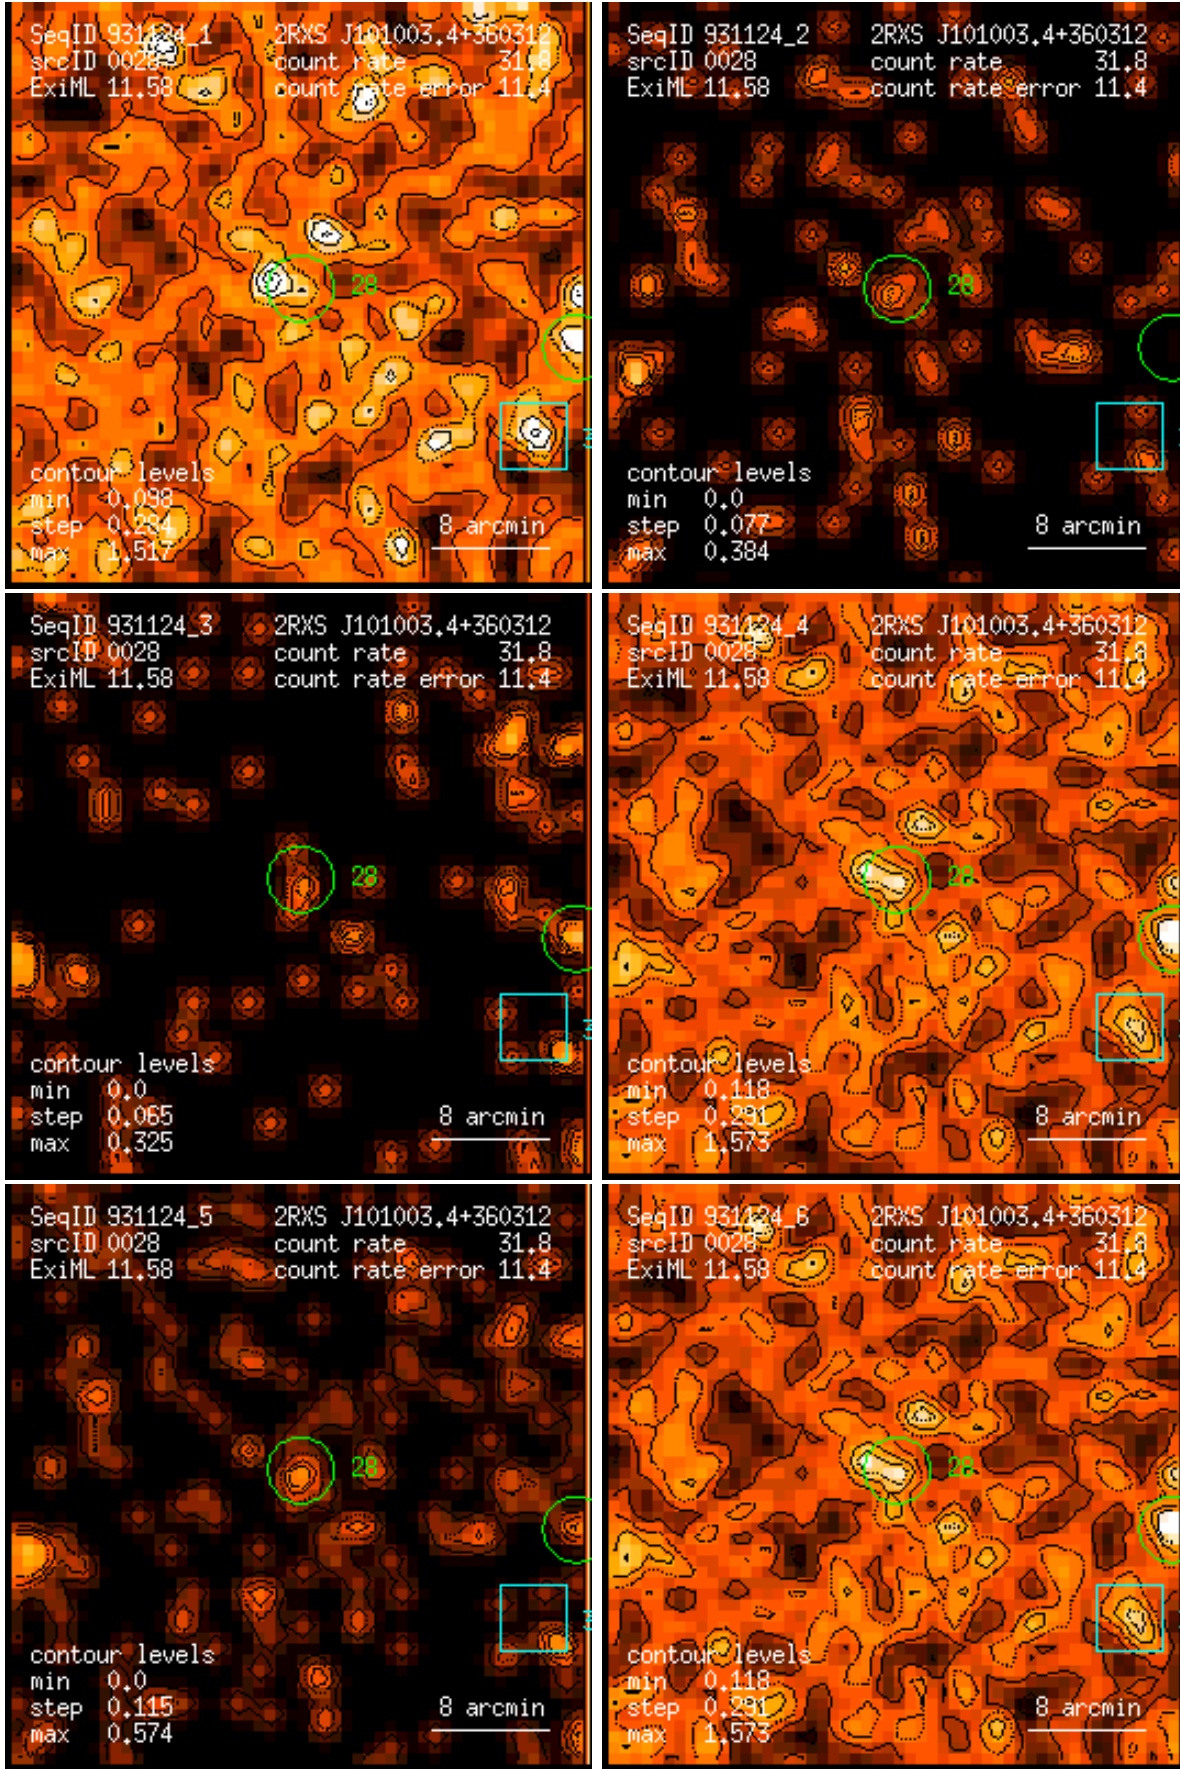 SeqID 931124_1 2RXS J101003.4+360312
srcID 0028 count rate 31.8
ExiML 11.58 count rate error 11.4
28
contour levels
min 0.098
step 0.284
max 1.517
8 arcmin
SeqID 931124_2 2RXS J101003.4+360312
srcID 0028 count rate 31.8
ExiML 11.58 count rate error 11.4
28
contour levels
min 0.0
step 0.077
max 0.384
8 arcmin
SeqID 931124_3 2RXS J101003.4+360312
srcID 0028 count rate 31.8
ExiML 11.58 count rate error 11.4
28
contour levels
min 0.0
step 0.065
max 0.325
8 arcmin
SeqID 931124_4 2RXS J101003.4+360312
srcID 0028 count rate 31.8
ExiML 11.58 count rate error 11.4
28
contour levels
min 0.118
step 0.291
max 1.573
8 arcmin
SeqID 931124_5 2RXS J101003.4+360312
srcID 0028 count rate 31.8
ExiML 11.58 count rate error 11.4
28
contour levels
min 0.0
step 0.115
max 0.574
8 arcmin
SeqID 931124_6 2RXS J101003.4+360312
srcID 0028 count rate 31.8
ExiML 11.58 count rate error 11.4
28
contour levels
min 0.118
step 0.291
max 1.573
8 arcmin